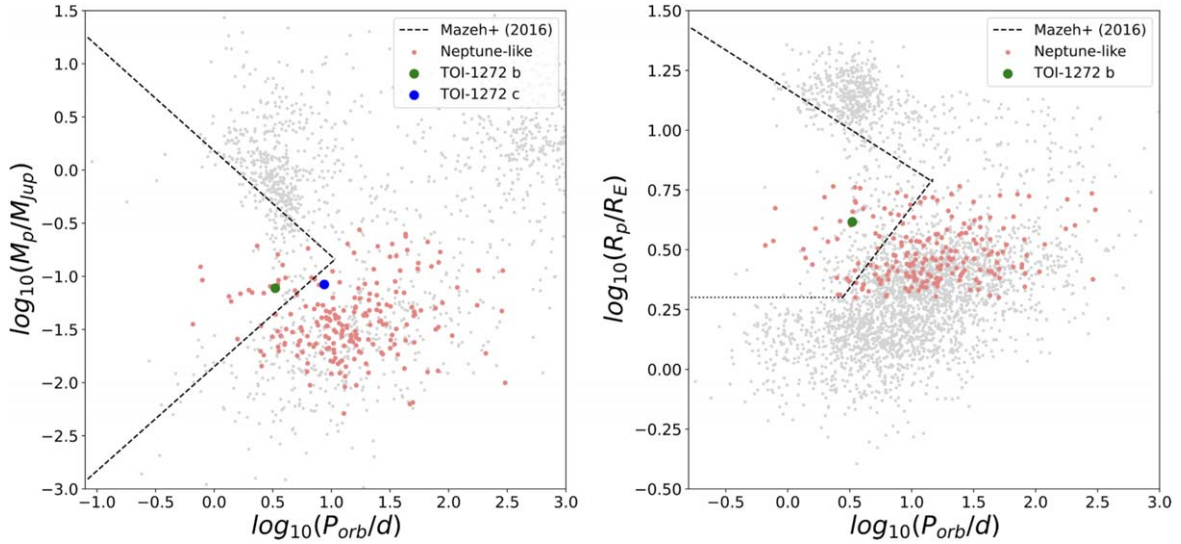 1.5
1.0
0.5
0.0
−0.5
−1.0
−1.5
−2.0
−2.5
−3.0
log10(Mp/MJup)
Mazeh+ (2016)
Neptune-like
TOI-1272 b
TOI-1272 c
−1.0 −0.5 0.0 0.5 1.0 1.5 2.0 2.5 3.0
log10(Porb/d)
1.50
1.25
1.00
0.75
0.50
0.25
0.00
−0.25
−0.50
log10(Rp/RE)
Mazeh+ (2016)
Neptune-like
TOI-1272 b
−0.5 0.0 0.5 1.0 1.5 2.0 2.5 3.0
log10(Porb/d)